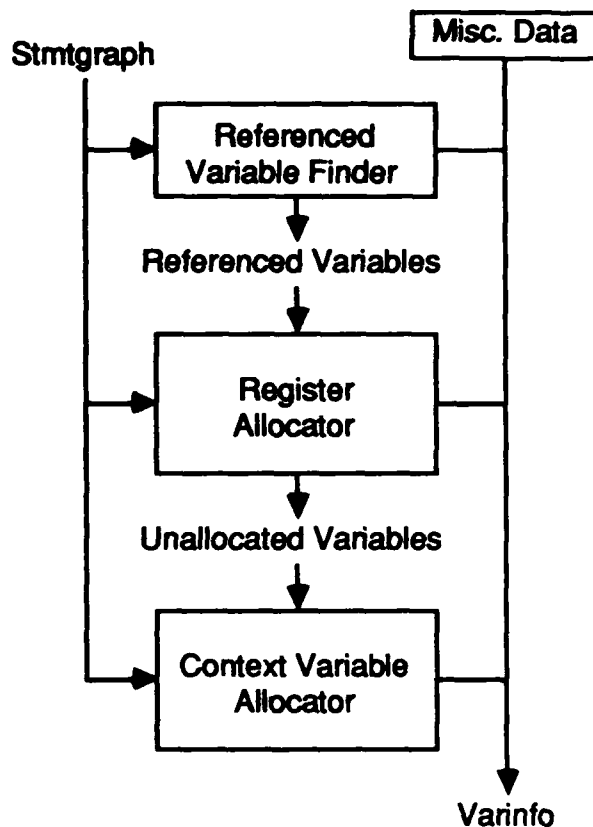 Misc. Data
Stmtgraph
Referenced
Variable Finder
Referenced Variables
Register
Allocator
Unallocated Variables
Context Variable
Allocator
Varinfo